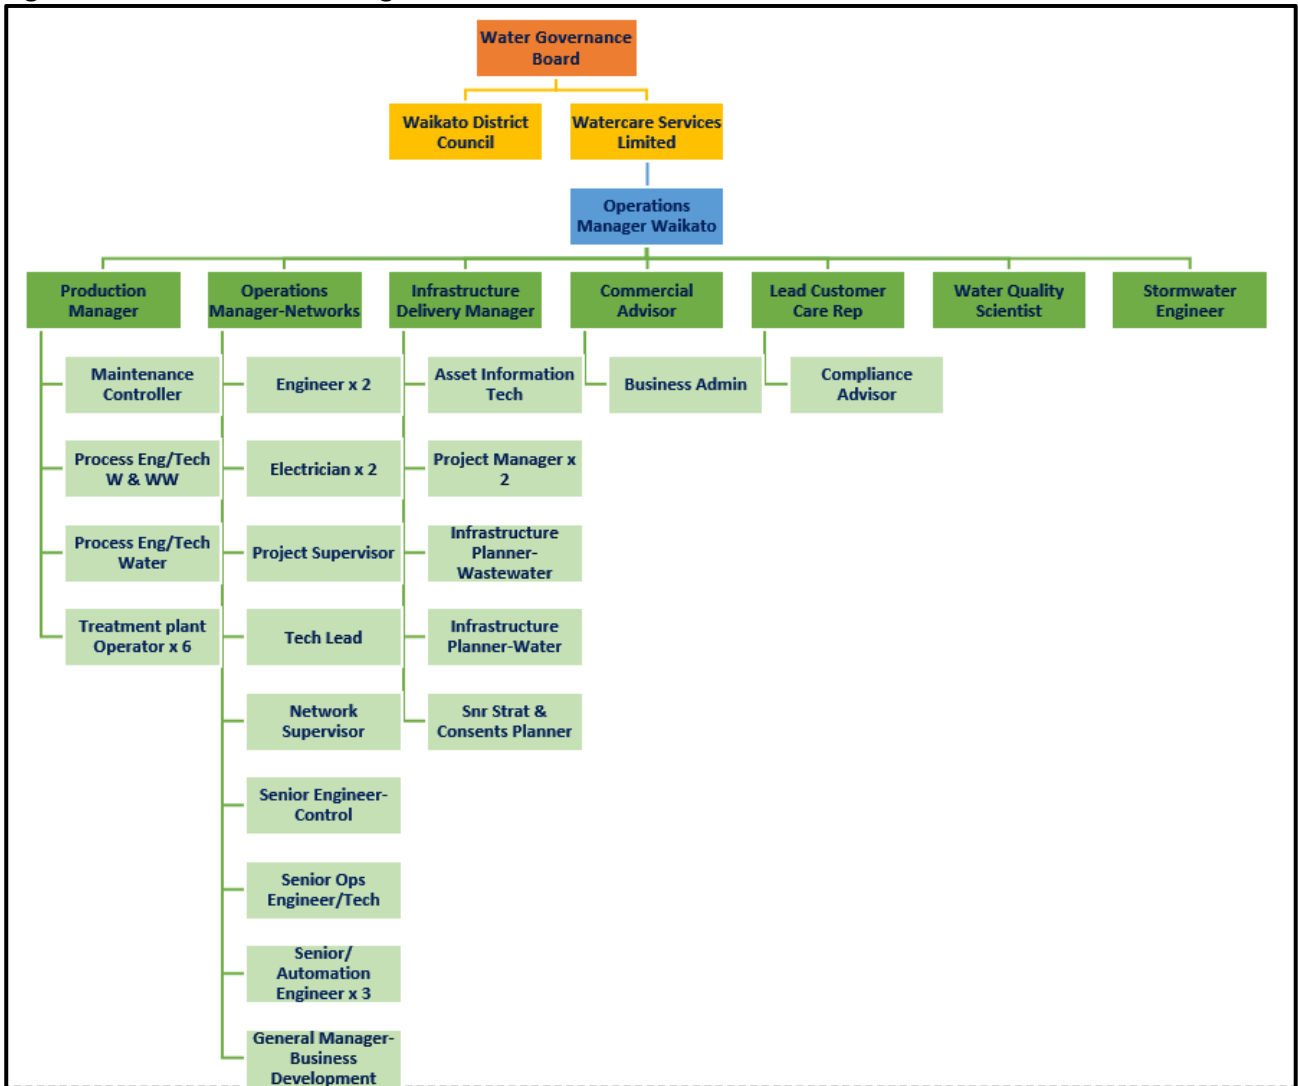 Water Governance
Board
Waikato District
Council
Watercare Services
Limited
Operations
Manager Waikato
Production
Manager
Operations
Manager-Networks
Infrastructure
Delivery Manager
Commercial
Advisor
Lead Customer
Care Rep
Water Quality
Scientist
Stormwater
Engineer
Maintenance
Controller
Process Eng/Tech
W & WW
Process Eng/Tech
Water
Treatment plant
Operator x 6
Engineer x 2
Electrician x 2
Project Supervisor
Tech Lead
Network
Supervisor
Senior Engineer-
Control
Senior Ops
Engineer/Tech
Senior/
Automation
Engineer x 3
General Manager-
Business
Development
Asset Information
Tech
Project Manager x
2
Infrastructure
Planner-
Wastewater
Infrastructure
Planner-Water
Snr Strat &
Consents Planner
Business Admin
Compliance
Advisor